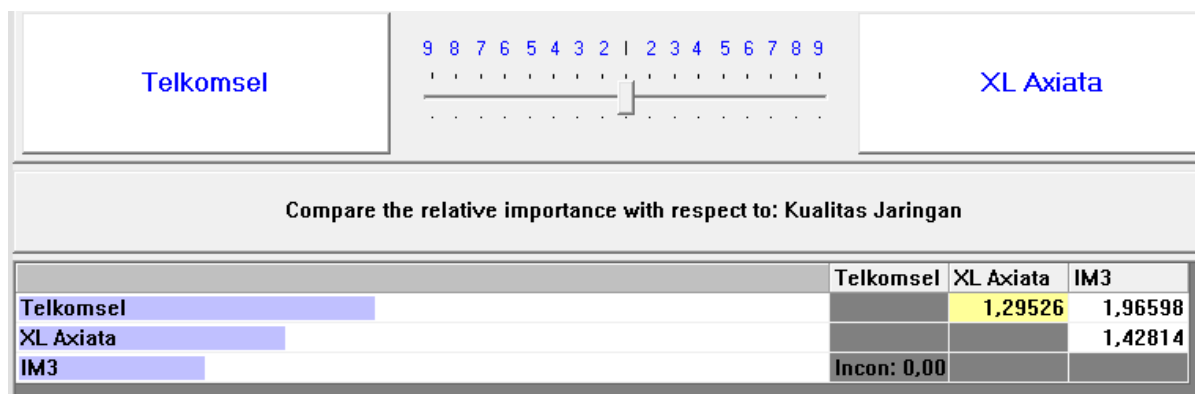 9 8 7 6 5 4 3 2 1 2 3 4 5 6 7 8 9
Telkomsel XL Axiata
Compare the relative importance with respect to: Kualitas Jaringan
Telkomsel XL Axiata IM3
Telkomsel 1,29526 1,96598
XL Axiata 1,42814
IM3 Incon: 0,00